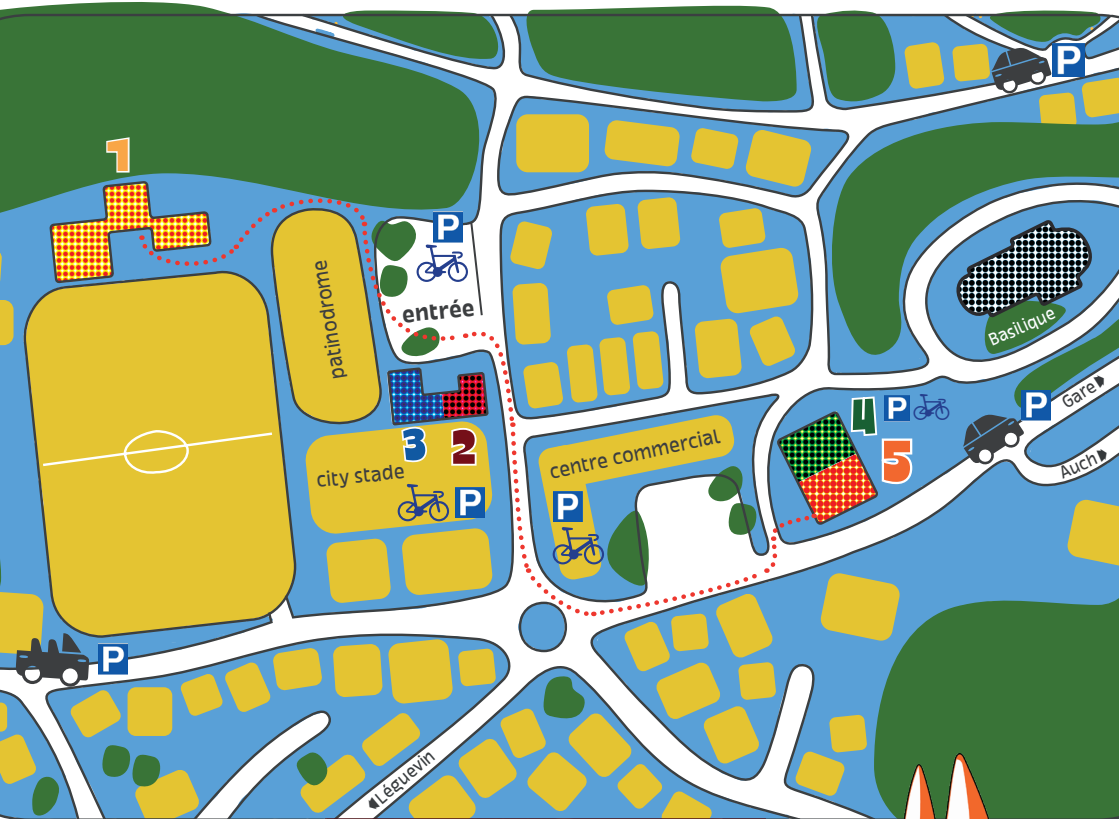 P
1
P
entrée
patinodrome
Basilique
P
Gare
4 P
3 2
5
centre commercial
Auch
city stade
P
P
P
Léguevin